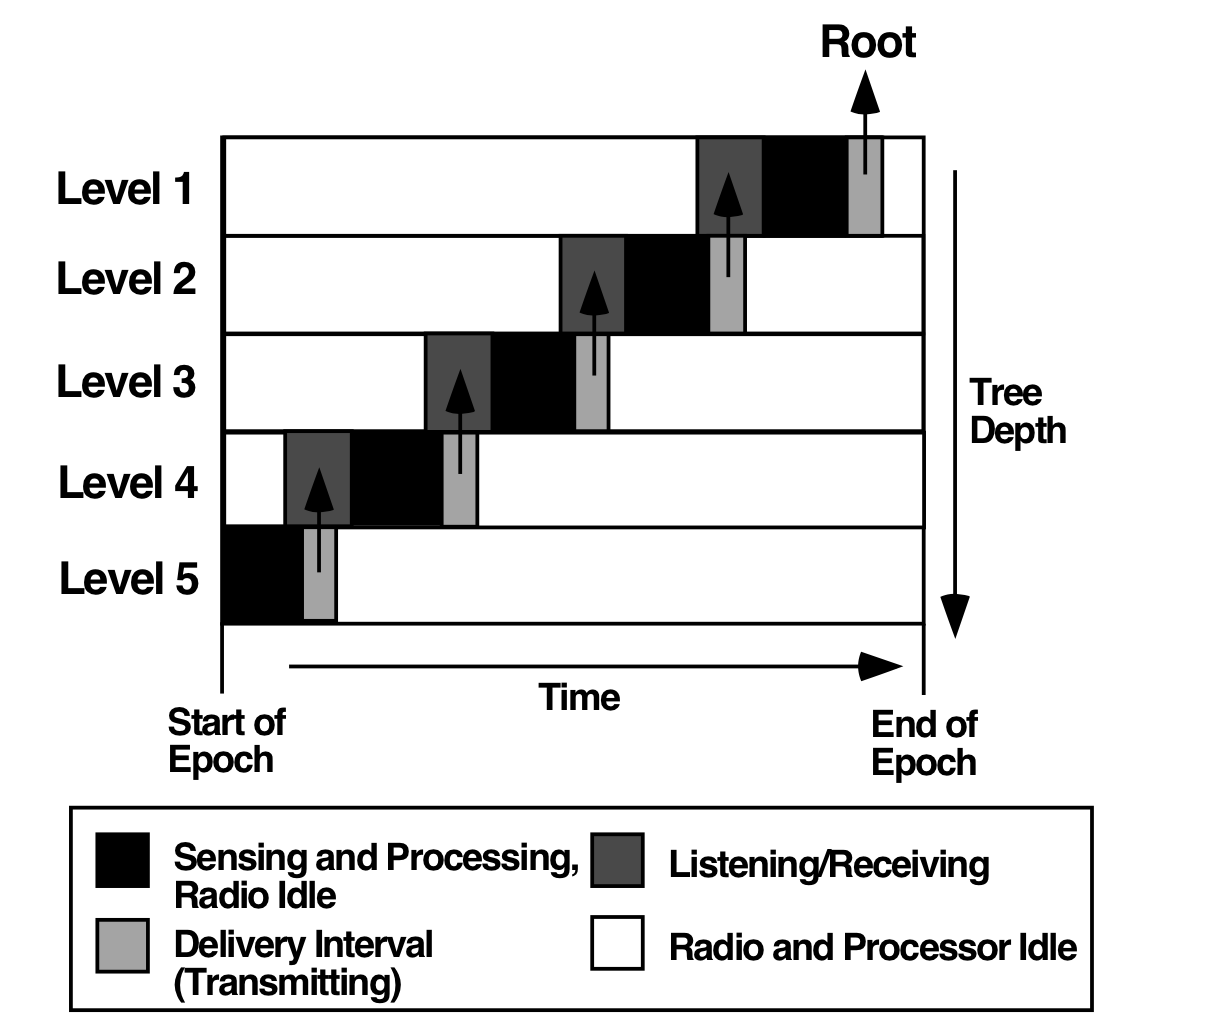 Root
Level 1
Level 2
Level 3
Level 4
Level 5
Tree
Depth
Time
Start of
Epoch
End of
Epoch
Sensing and Processing,
Radio Idle
Listening/Receiving
Delivery Interval
(Transmitting)
Radio and Processor Idle